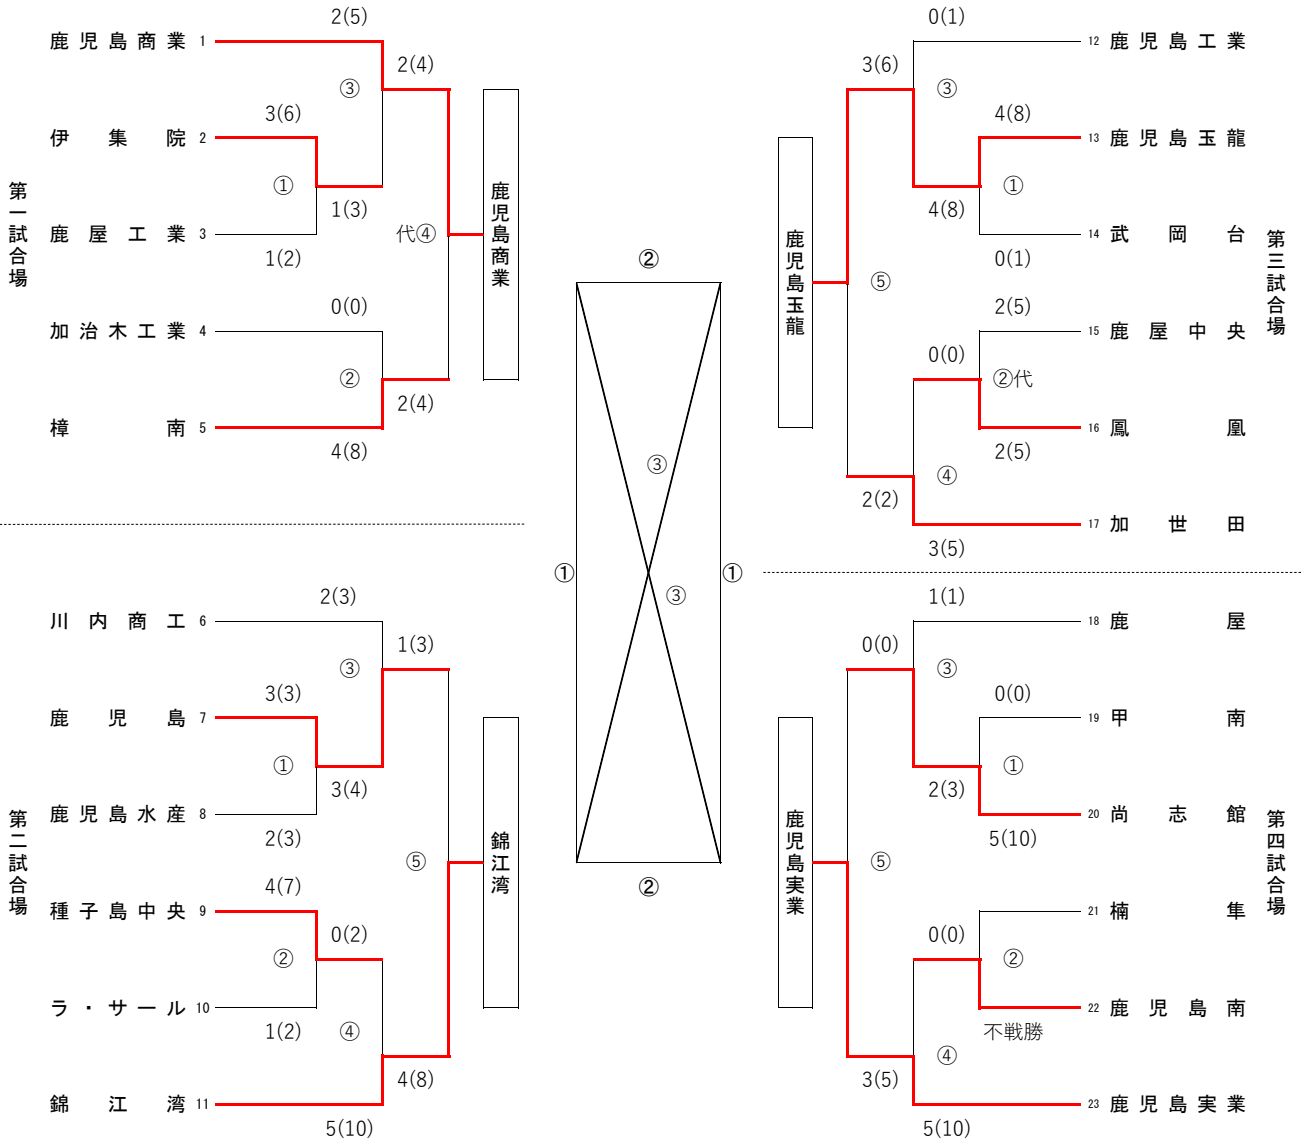 第一試合場
2(5)
鹿児島商業 1
2(4)
③
3(6)
伊集院 2
①
1(3)
鹿屋工業 3
1(2)
代④
鹿児島商業
0(0)
加治木工業 4
②
2(4)
樟南 5
4(8)
第二試合場
2(3)
川内商工 6
1(3)
③
3(3)
鹿児島 7
①
3(4)
鹿児島水産 8
2(3)
⑤
錦江湾
4(7)
種子島中央 9
0(2)
②
ラ・サール 10
1(2)
④
4(8)
錦江湾 11
5(10)
②
③
①
①
③
②
第三試合場
0(1)
12 鹿児島工業
3(6)
③
4(8)
13 鹿児島玉龍
①
4(8)
14 武岡台
0(1)
鹿児島玉龍
⑤
2(5)
15 鹿屋中央
0(0)
②代
16 鳳凰
2(5)
④
2(2)
17 加世田
3(5)
第四試合場
1(1)
18 鹿屋
0(0)
③
0(0)
19 甲南
①
2(3)
20 尚志館
5(10)
鹿児島実業
⑤
21 楠隼
0(0)
②
22 鹿児島南
不戦勝
④
3(5)
23 鹿児島実業
5(10)